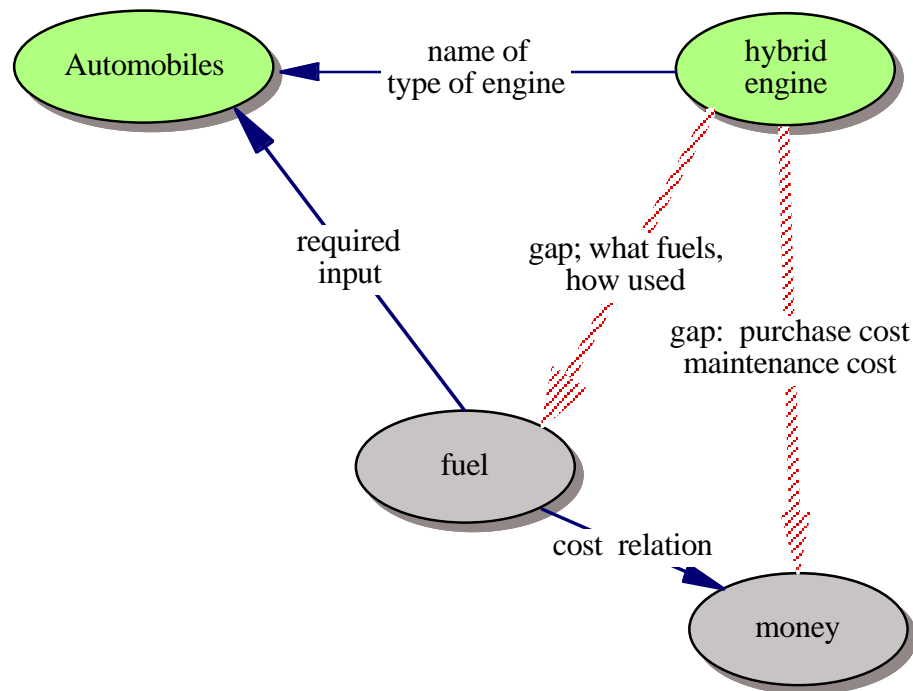 Automobiles
name of
type of engine
hybrid
engine
required
input
gap; what fuels,
how used
gap:  purchase cost
maintenance cost
fuel
cost  relation
money